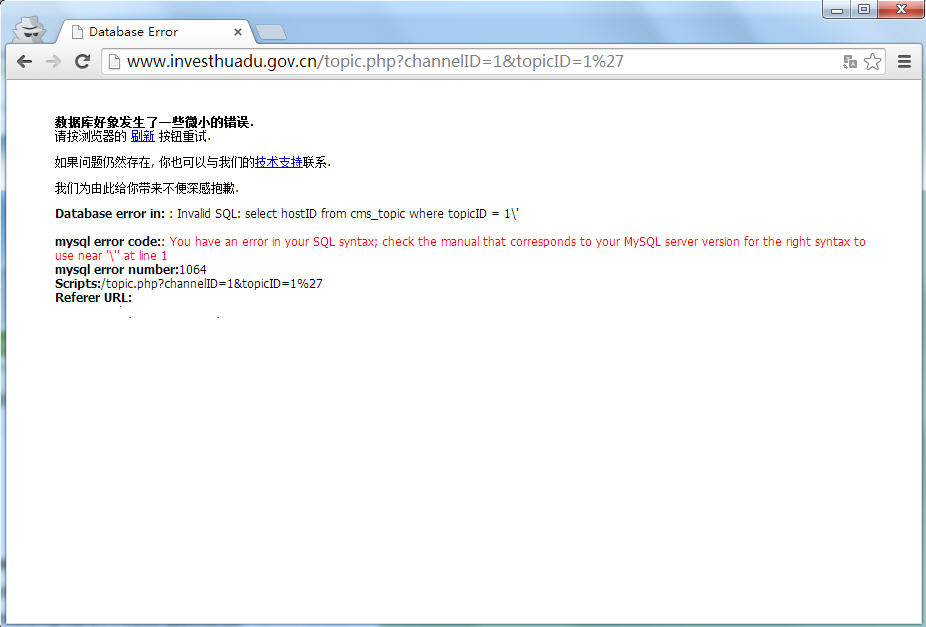 Database Error
www.investhuadu.gov.cn/topic.php?channelID=1&topicID=1%27
数据库好象发生了一些微小的错误.
请按浏览器的 刷新 按钮重试.
如果问题仍然存在, 你也可以与我们的技术支持联系.
我们为由此给你带来不便深感抱歉.
Database error in: : Invalid SQL: select hostID from cms_topic where topicID = 1\'
mysql error code:: You have an error in your SQL syntax; check the manual that corresponds to your MySQL server version for the right syntax to
use near '\'' at line 1
mysql error number:1064
Scripts:/topic.php?channelID=1&topicID=1%27
Referer URL: